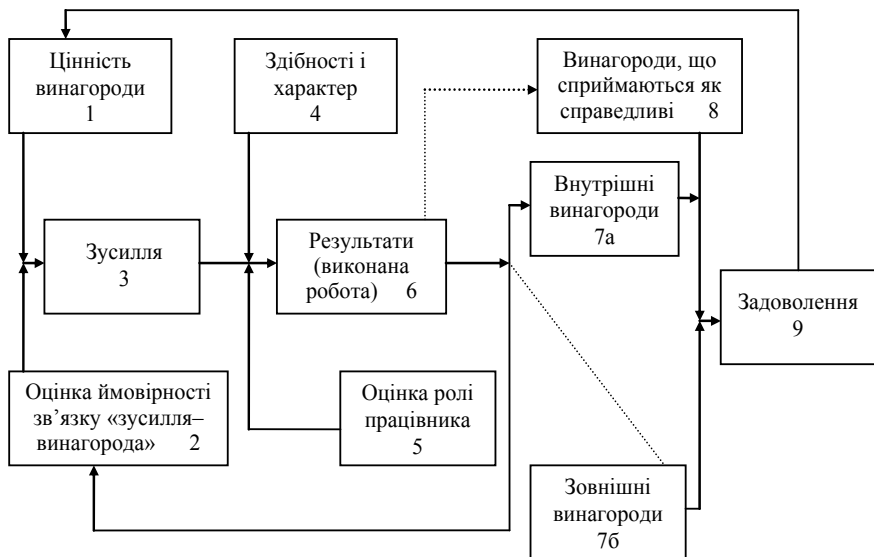 Цінність
винагороди
1
Здібності і
характер
4
Винагороди, що
сприймаються як
справедливі 8
Внутрішні
винагороди
7а
Зусилля
3
Результати
(виконана
робота) 6
Задоволення
9
Оцінка ймовірності
зв’язку «зусилля–
винагорода» 2
Оцінка ролі
працівника
5
Зовнішні
винагороди
7б